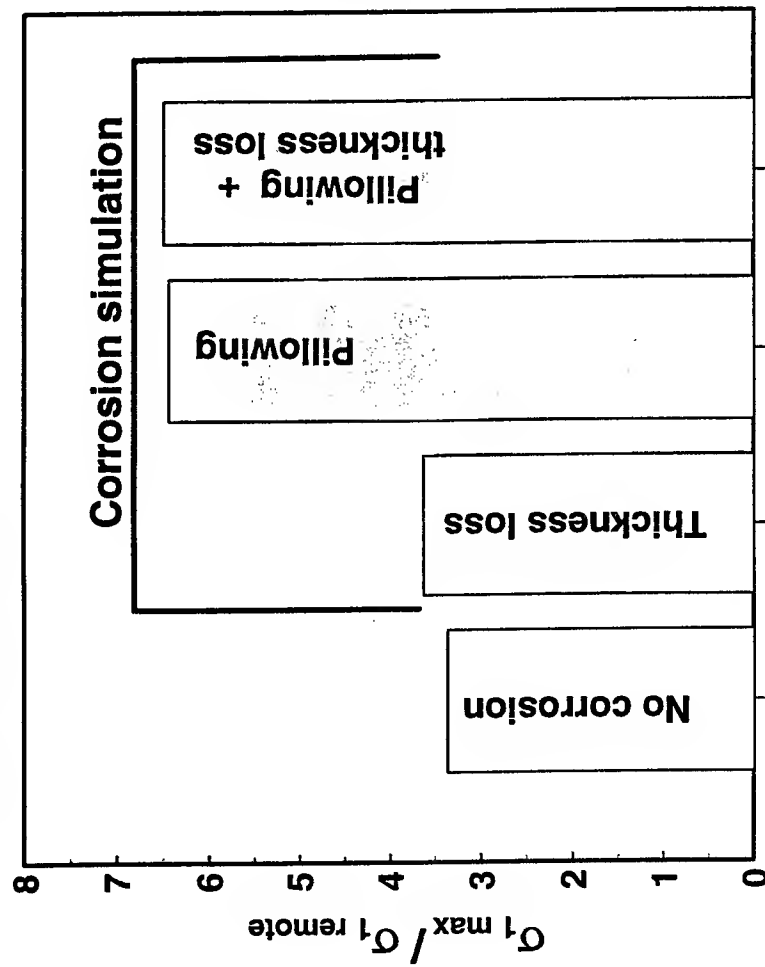 Corrosion simulation
No corrosion
Thickness loss
Pillowing
Pillowing +
thickness loss
8
7
6
5
4
3
2
1
0
σ1 max / σ1 remote